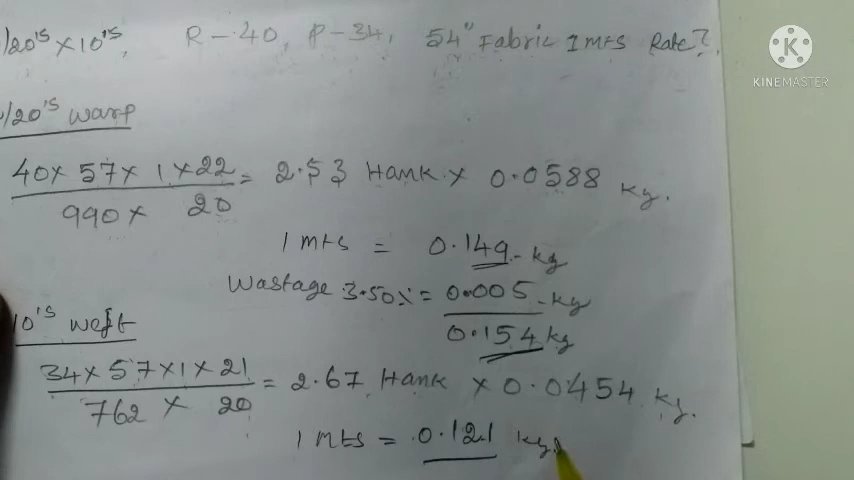 /20'S x 10'S, R-40, P-34, 54" Fabric 1 mts Rate?
K
KINEMASTER
/20'S warp
40 x 57 x 1 x 22 / 990 x 20 = 2.53 Hank x 0.0588 kg.
1 mts = 0.149 - kg
Wastage 3.50% = 0.005 - kg
0.154 kg
10'S weft
34 x 57 x 1 x 21 / 762 x 20 = 2.67 Hank x 0.0454 kg.
1 mts = 0.121 kg.